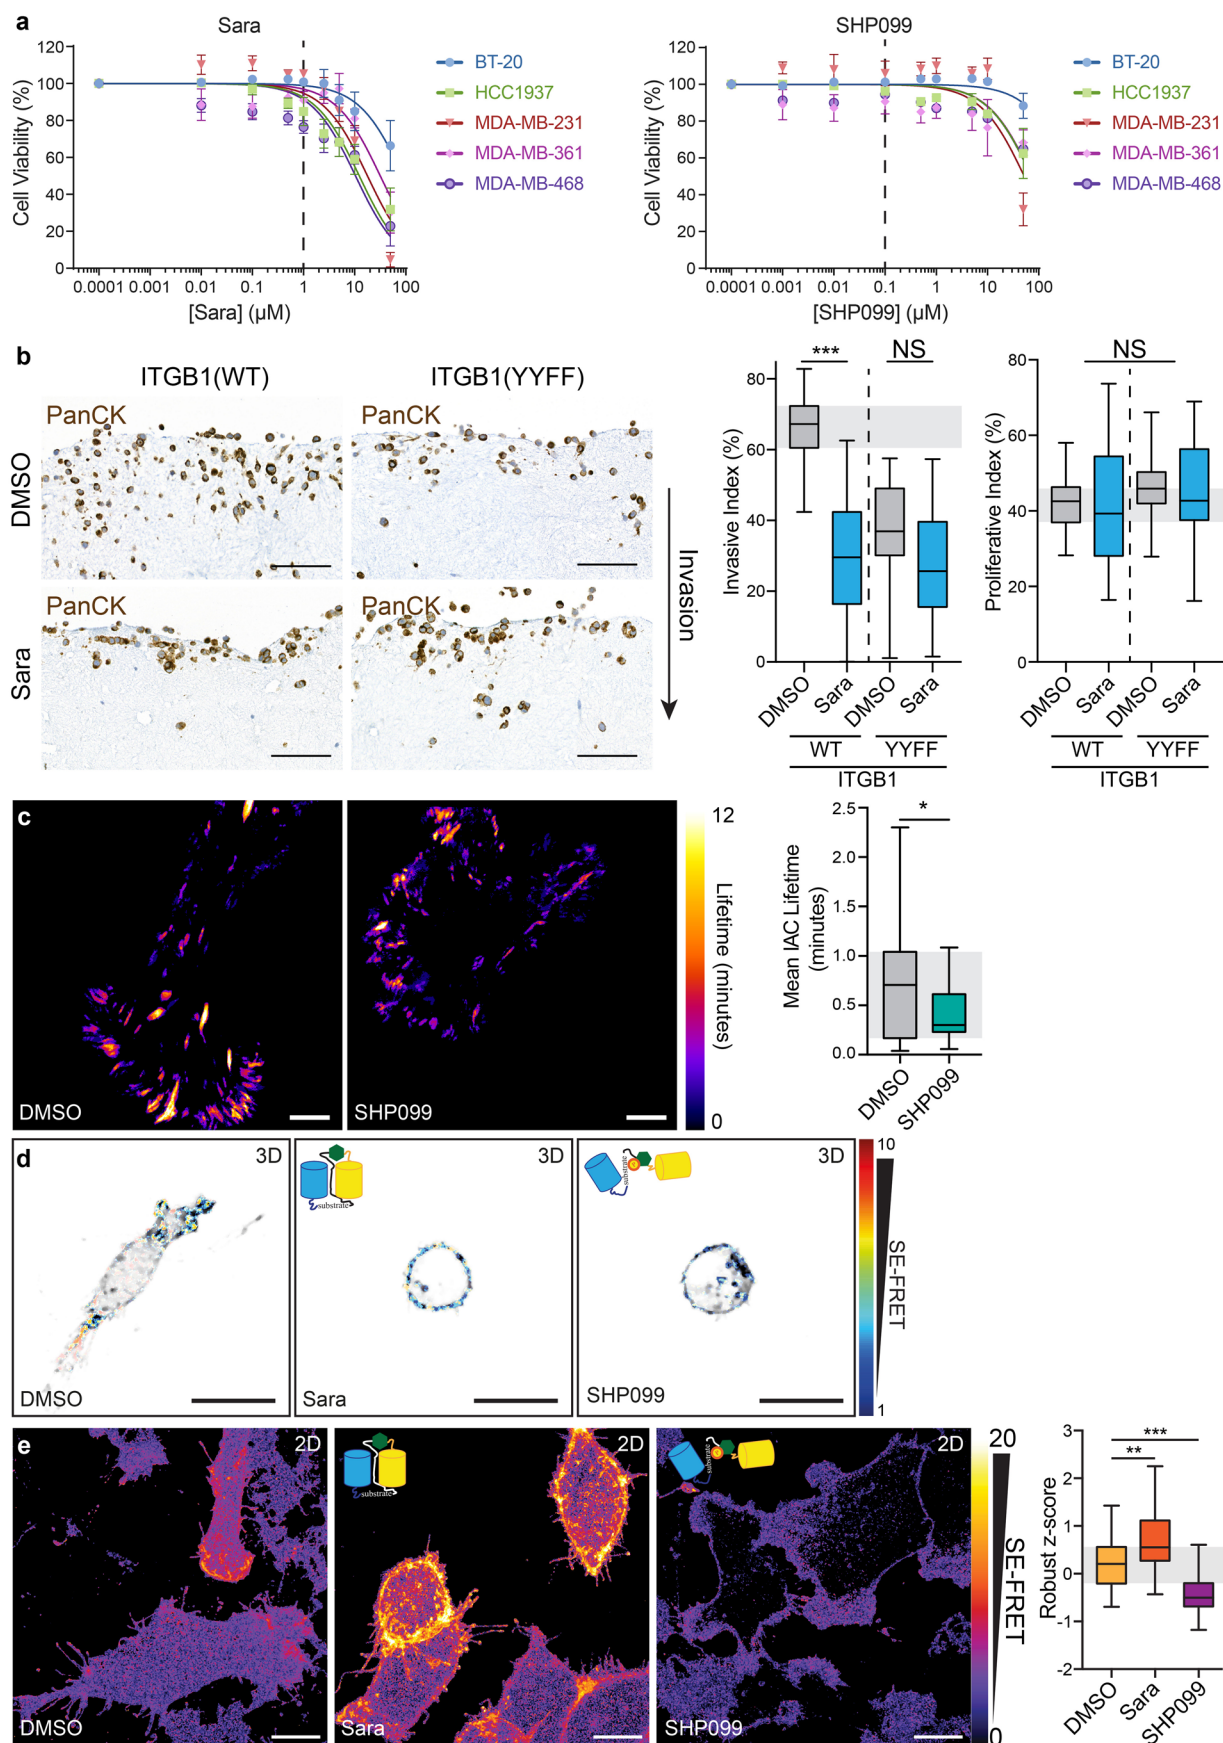 a
Sara
Cell Viability (%)
120
100
80
60
40
20
0
0.0001 0.001 0.01 0.1 1 10 100
[Sara] (µM)
BT-20
HCC1937
MDA-MB-231
MDA-MB-361
MDA-MB-468
SHP099
Cell Viability (%)
120
100
80
60
40
20
0
0.0001 0.001 0.01 0.1 1 10 100
[SHP099] (µM)
BT-20
HCC1937
MDA-MB-231
MDA-MB-361
MDA-MB-468
b
ITGB1(WT) ITGB1(YYFF)
DMSO
PanCK PanCK
Sara
PanCK PanCK
Invasion
*** NS
Invasive Index (%)
80
60
40
20
0
DMSO Sara DMSO Sara
WT YYFF
ITGB1
NS
Proliferative Index (%)
80
60
40
20
0
DMSO Sara DMSO Sara
WT YYFF
ITGB1
c
DMSO
SHP099
12
Lifetime (minutes)
0
*
Mean IAC Lifetime
(minutes)
2.5
2.0
1.5
1.0
0.5
0.0
DMSO SHP099
d
3D
DMSO
3D
substrate
Sara
3D
substrate
SHP099
10
SE-FRET
1
e
2D
DMSO
2D
substrate
Sara
2D
substrate
SHP099
20
SE-FRET
0
***
**
Robust z-score
3
2
1
0
-1
-2
DMSO Sara SHP099